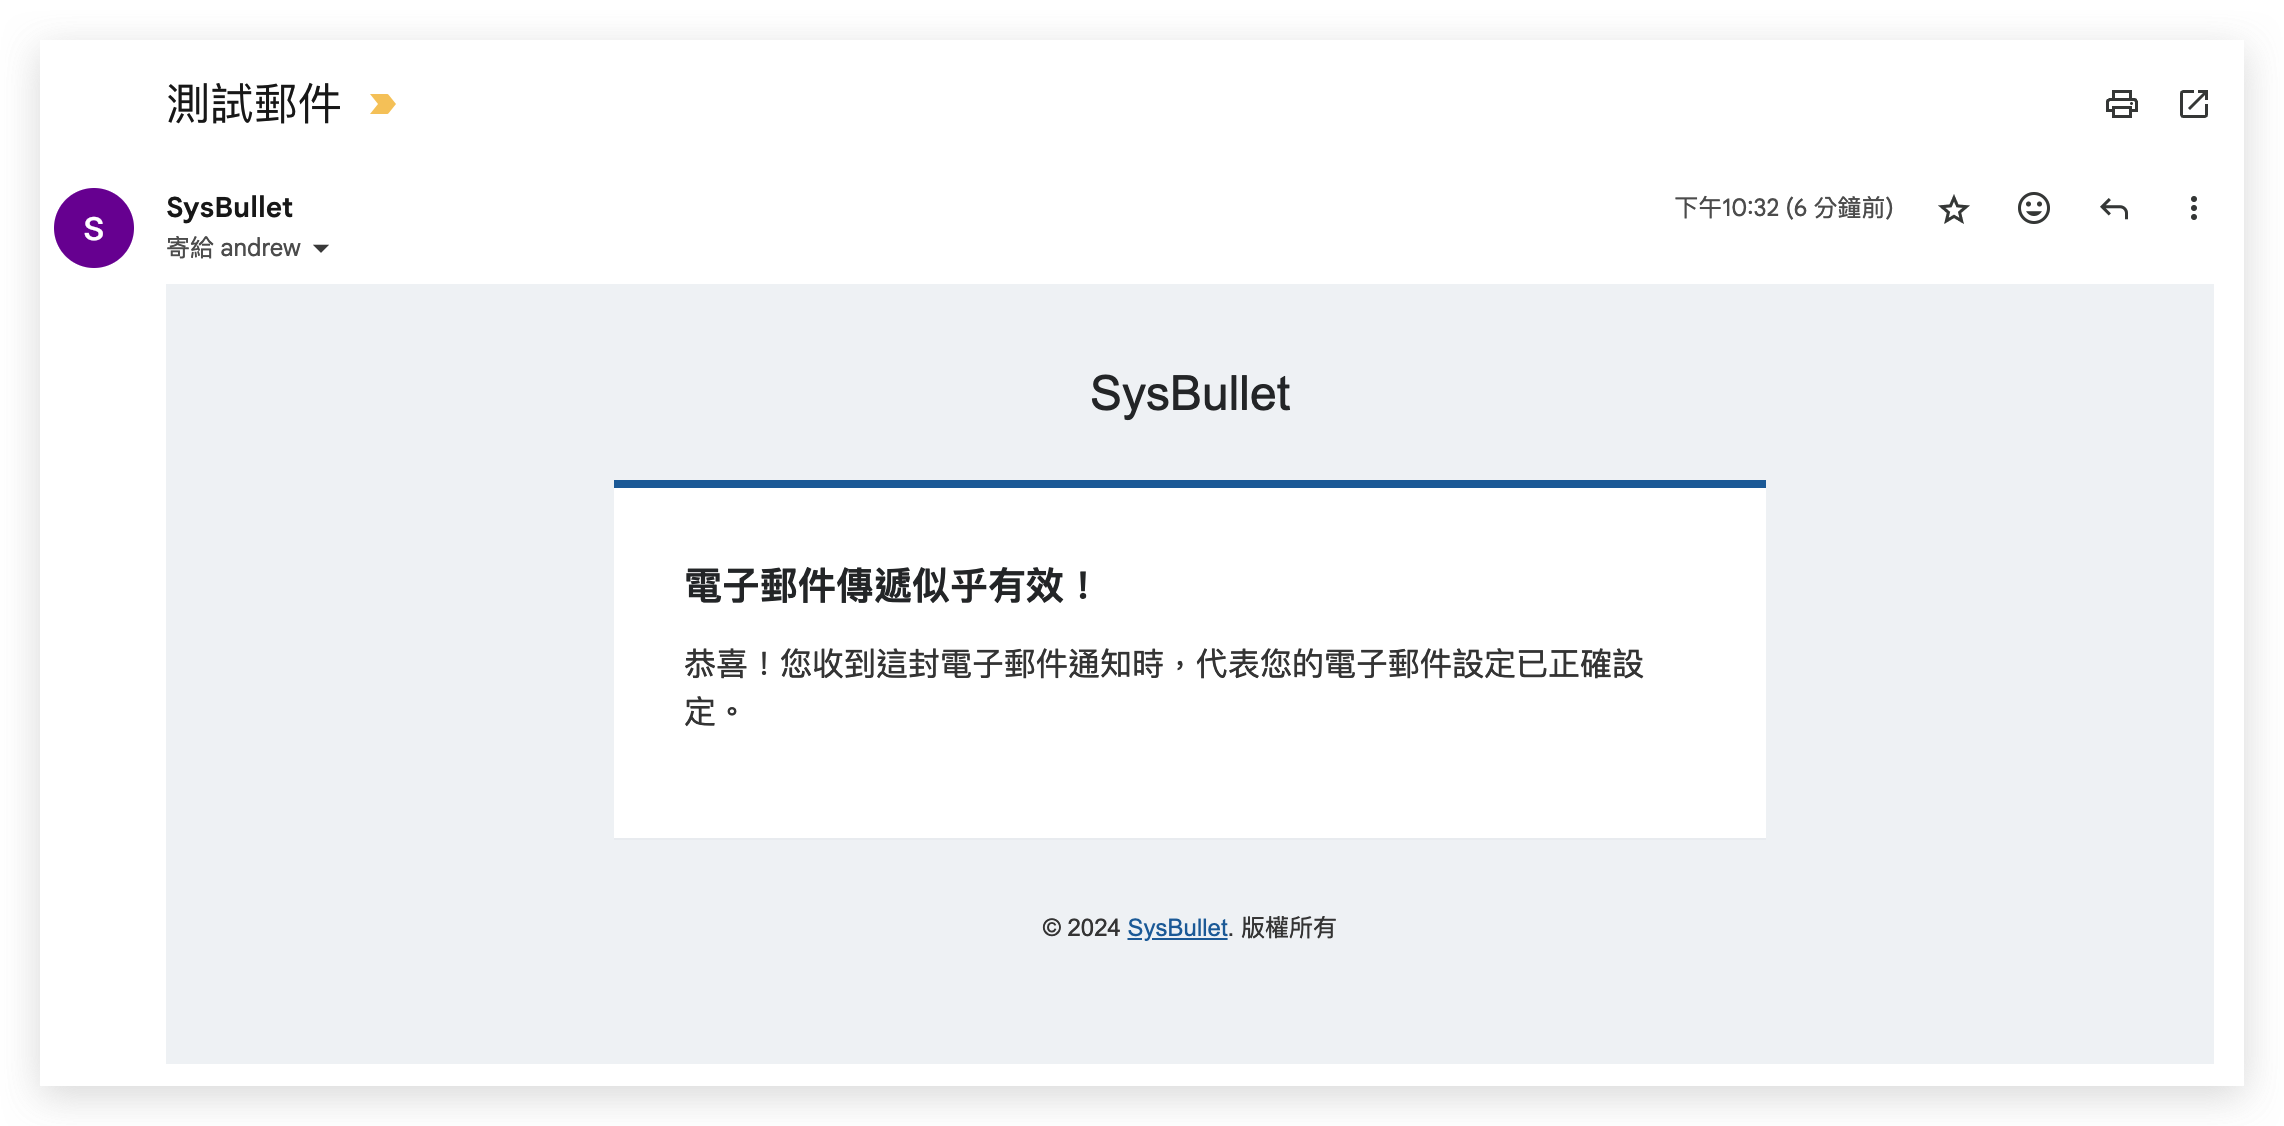 測試郵件
S
SysBullet
下午10:32 (6 分鐘前)
寄給 andrew
SysBullet
電子郵件傳遞似乎有效！
恭喜！您收到這封電子郵件通知時，代表您的電子郵件設定已正確設
定。
© 2024 SysBullet. 版權所有